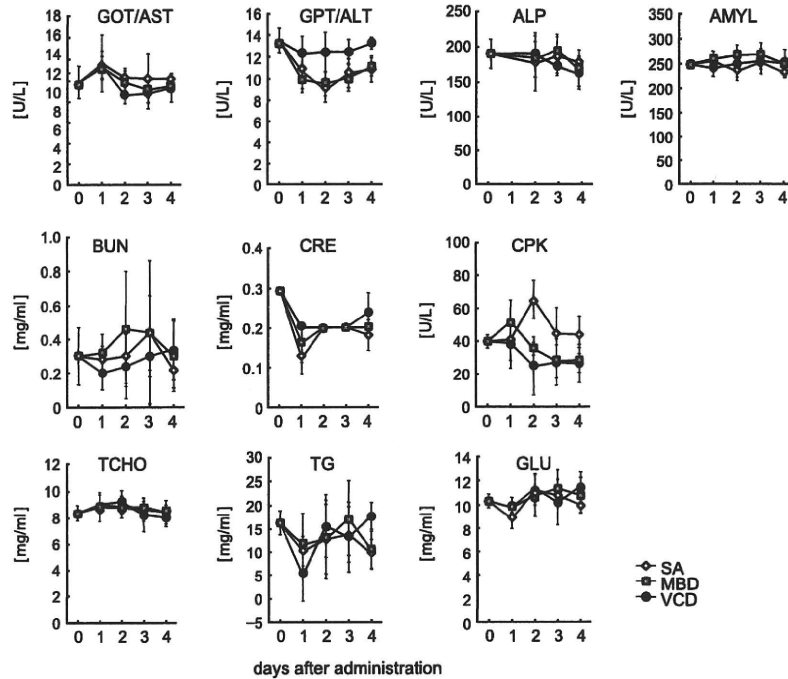 GOT/AST GPT/ALT ALP AMYL
[U/L] 18 16 14 12 10 8 6 4 2 0
0 1 2 3 4
[U/L] 16 14 12 10 8 6 4 2 0
0 1 2 3 4
[U/L] 250 200 150 100 50 0
0 1 2 3 4
[U/L] 350 300 250 200 150 100 50 0
0 1 2 3 4
BUN CRE CPK
[mg/ml] 1.0 0.8 0.6 0.4 0.2 0
0 1 2 3 4
[mg/ml] 0.4 0.3 0.2 0.1 0
0 1 2 3 4
[U/L] 100 80 60 40 20 0
0 1 2 3 4
TCHO TG GLU
[mg/ml] 12 10 8 6 4 2 0
0 1 2 3 4
[mg/ml] 30 25 20 15 10 5 0 –5
0 1 2 3 4
[mg/ml] 14 12 10 8 6 4 2 0
0 1 2 3 4
SA
MBD
VCD
days after administration